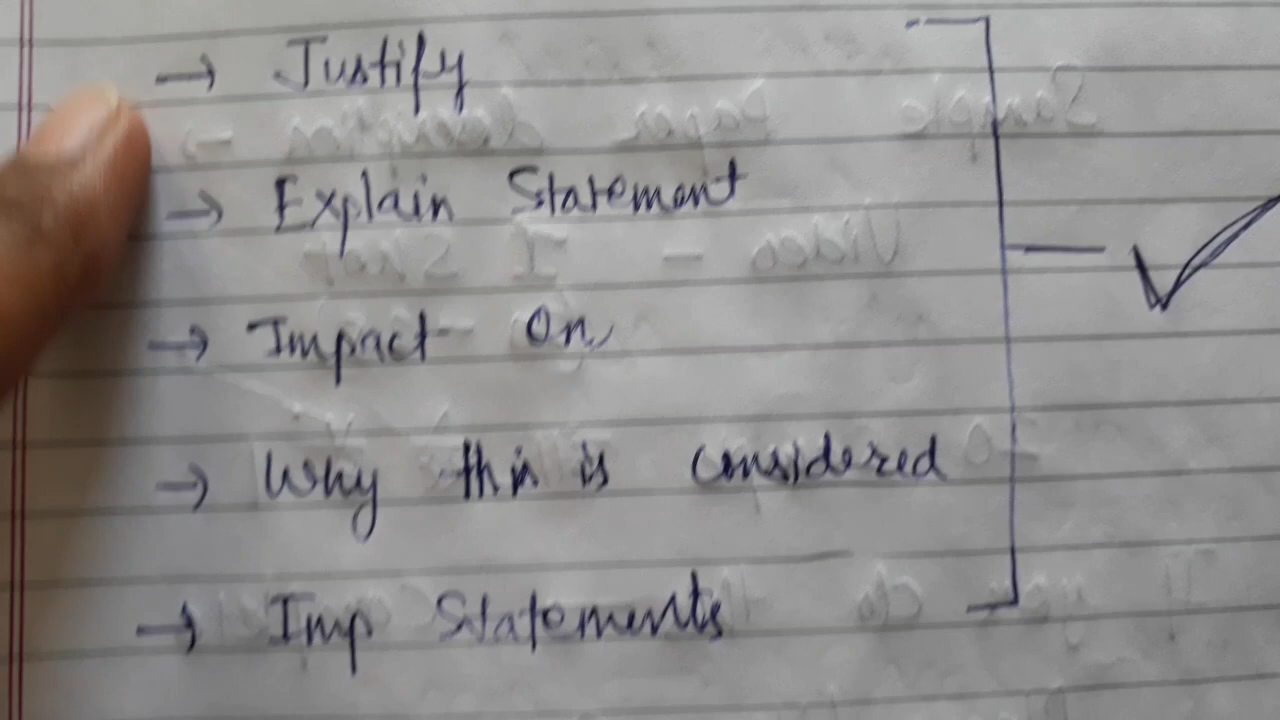 → Justify
→ Explain Statement
→ Impact On
→ Why this is considered
→ Imp Statements